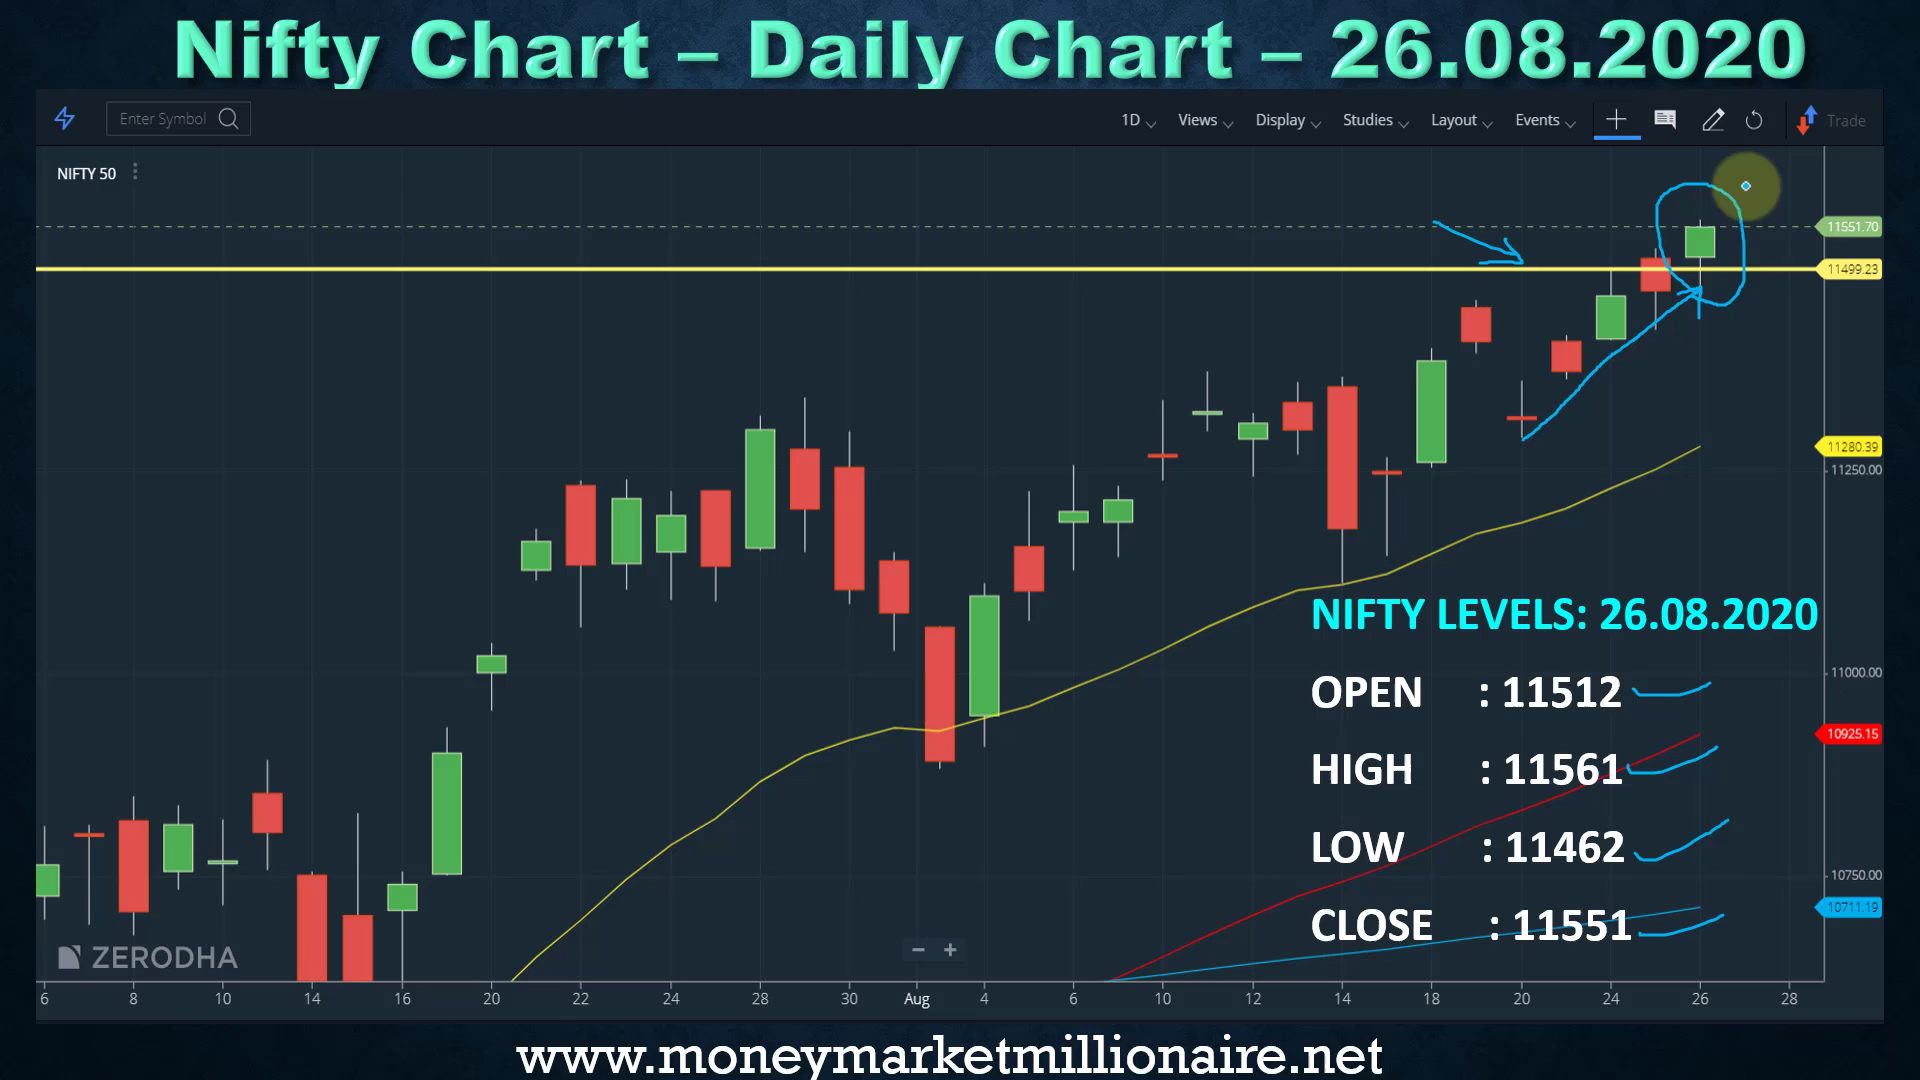 Nifty Chart – Daily Chart – 26.08.2020
Enter Symbol
1D Views Display Studies Layout Events Trade
NIFTY 50
11551.70
11499.23
11280.39
11250.00
11000.00
10925.15
10750.00
10711.19
NIFTY LEVELS: 26.08.2020
OPEN : 11512
HIGH : 11561
LOW : 11462
CLOSE : 11551
ZERODHA
6 8 10 14 16 20 22 24 28 30 Aug 4 6 10 12 14 18 20 24 26 28
www.moneymarketmillionaire.net